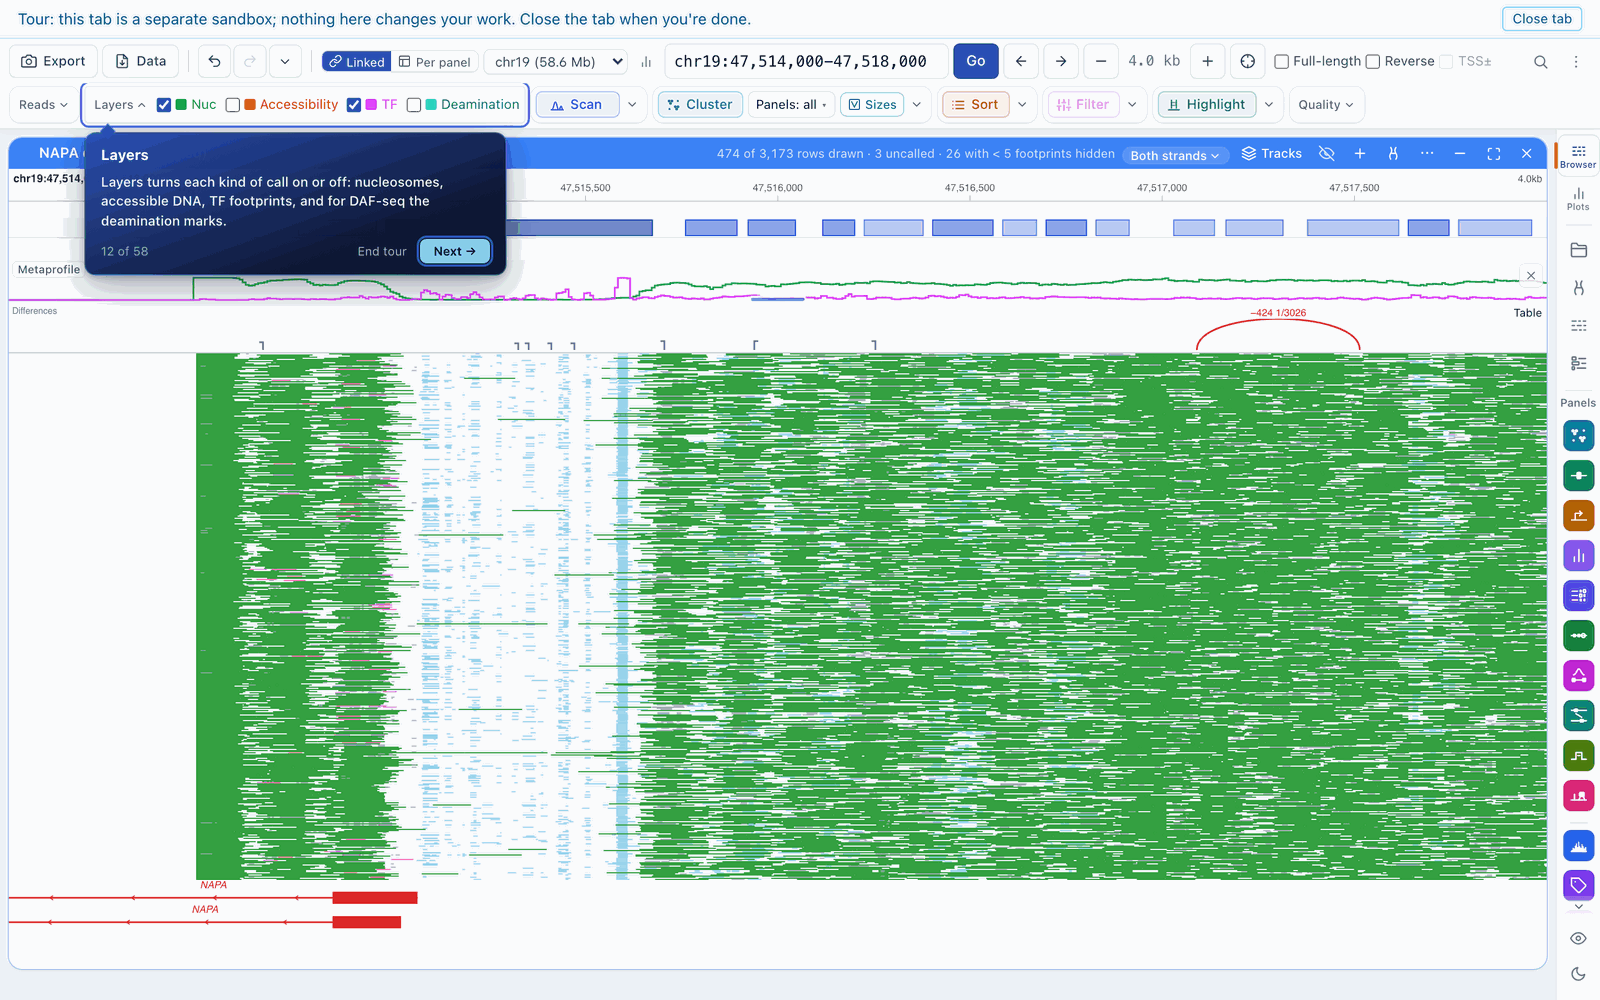 Tour: this tab is a separate sandbox; nothing here changes your work. Close the tab when you're done.
Close tab
Export
Data
Linked
Per panel
chr19 (58.6 Mb)
chr19:47,514,000–47,518,000
Go
4.0 kb
Full-length
Reverse
TSS±
Reads
Layers
Nuc
Accessibility
TF
Deamination
Scan
Cluster
Panels: all
Sizes
Sort
Filter
Highlight
Quality
NAPA
474 of 3,173 rows drawn · 3 uncalled · 26 with < 5 footprints hidden
Both strands
Tracks
Browser
Plots
Panels
Layers
Layers turns each kind of call on or off: nucleosomes,
accessible DNA, TF footprints, and for DAF-seq the
deamination marks.
12 of 58
End tour
Next →
chr19:47,514,
47,515,500
47,516,000
47,516,500
47,517,000
47,517,500
4.0kb
Metaprofile
Differences
−424 1/3026
Table
NAPA
NAPA